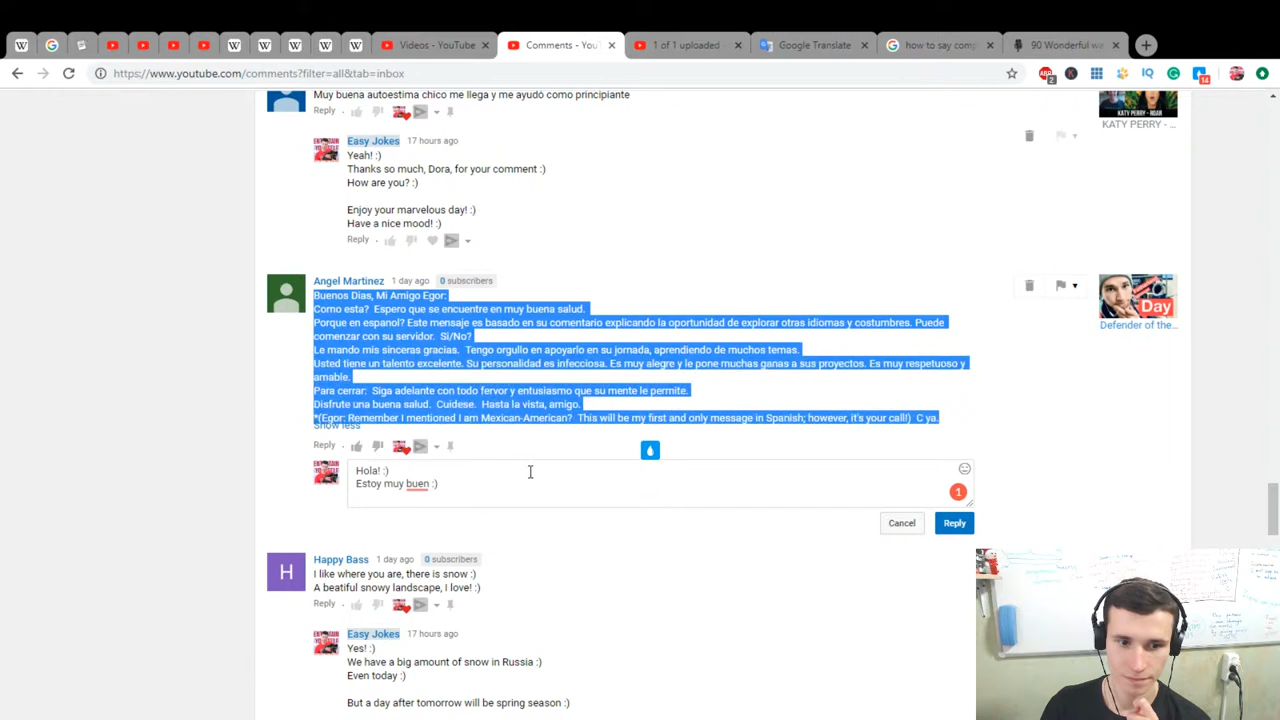 Videos - YouTube
Comments - You
1 of 1 uploaded
Google Translate
how to say comp
90 Wonderful wa
https://www.youtube.com/comments?filter=all&tab=inbox
2
14
Muy buena autoestima chico me llega y me ayudó como principiante
Reply
KATY PERRY - ROAR
KATY PERRY - ...
Easy Jokes 17 hours ago
Yeah! :)
Thanks so much, Dora, for your comment :)
How are you? :)
Enjoy your marvelous day! :)
Have a nice mood! :)
Reply
Angel Martinez 1 day ago 0 subscribers
Buenos Dias, Mi Amigo Egor:
Como esta? Espero que se encuentre en muy buena salud.
Porque en espanol? Este mensaje es basado en su comentario explicando la oportunidad de explorar otras idiomas y costumbres. Puede
comenzar con su servidor. Si/No?
Le mando mis sinceras gracias. Tengo orgullo en apoyarlo en su jornada, aprendiendo de muchos temas.
Usted tiene un talento excelente. Su personalidad es infecciosa. Es muy alegre y le pone muchas ganas a sus proyectos. Es muy respetuoso y
amable.
Para cerrar: Siga adelante con todo fervor y entusiasmo que su mente le permite.
Disfrute una buena salud. Cuidese. Hasta la vista, amigo.
*(Egor: Remember I mentioned I am Mexican-American? This will be my first and only message in Spanish; however, it's your call!) C ya.
Show less
Day
Defender of the...
Reply
Hola! :)
Estoy muy buen :)
1
Cancel
Reply
H
Happy Bass 1 day ago 0 subscribers
I like where you are, there is snow :)
A beatiful snowy landscape, I love! :)
Reply
Easy Jokes 17 hours ago
Yes! :)
We have a big amount of snow in Russia :)
Even today :)
But a day after tomorrow will be spring season :)